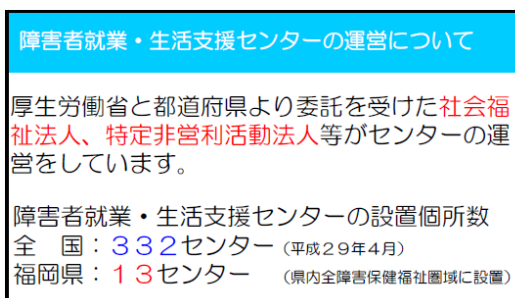 障害者就業・生活支援センターの運営について
厚生労働省と都道府県より委託を受けた社会福
祉法人、特定非営利活動法人等がセンターの運
営をしています。
障害者就業・生活支援センターの設置個所数
全　国：３３２センター（平成２９年４月）
福岡県：１３センター　（県内全障害保健福祉圏域に設置）